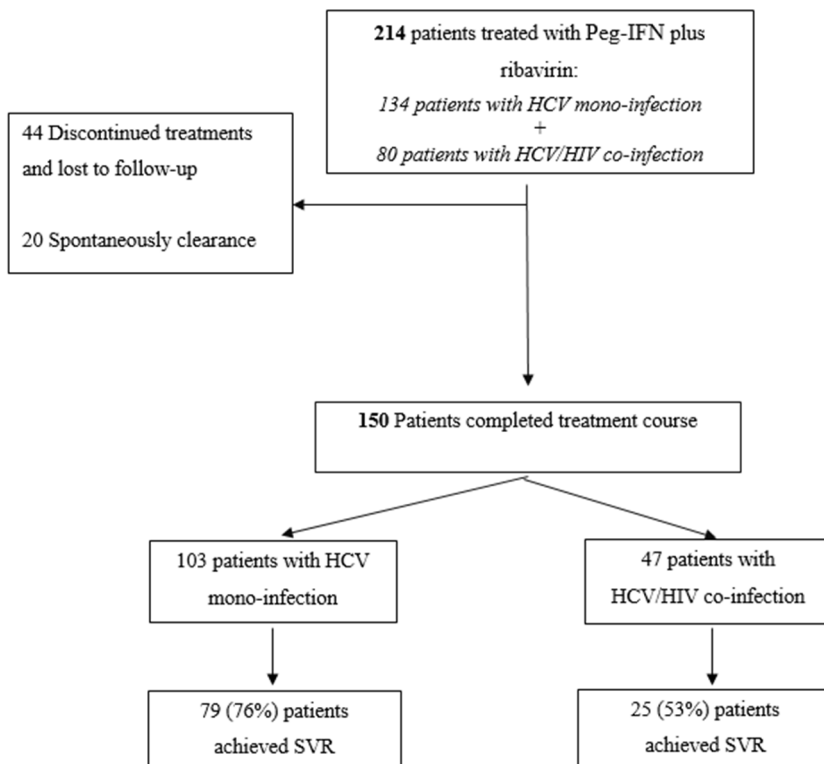 214 patients treated with Peg-IFN plus
ribavirin:
134 patients with HCV mono-infection
+
80 patients with HCV/HIV co-infection
44 Discontinued treatments
and lost to follow-up
20 Spontaneously clearance
150 Patients completed treatment course
103 patients with HCV
mono-infection
47 patients with
HCV/HIV co-infection
79 (76%) patients
achieved SVR
25 (53%) patients
achieved SVR